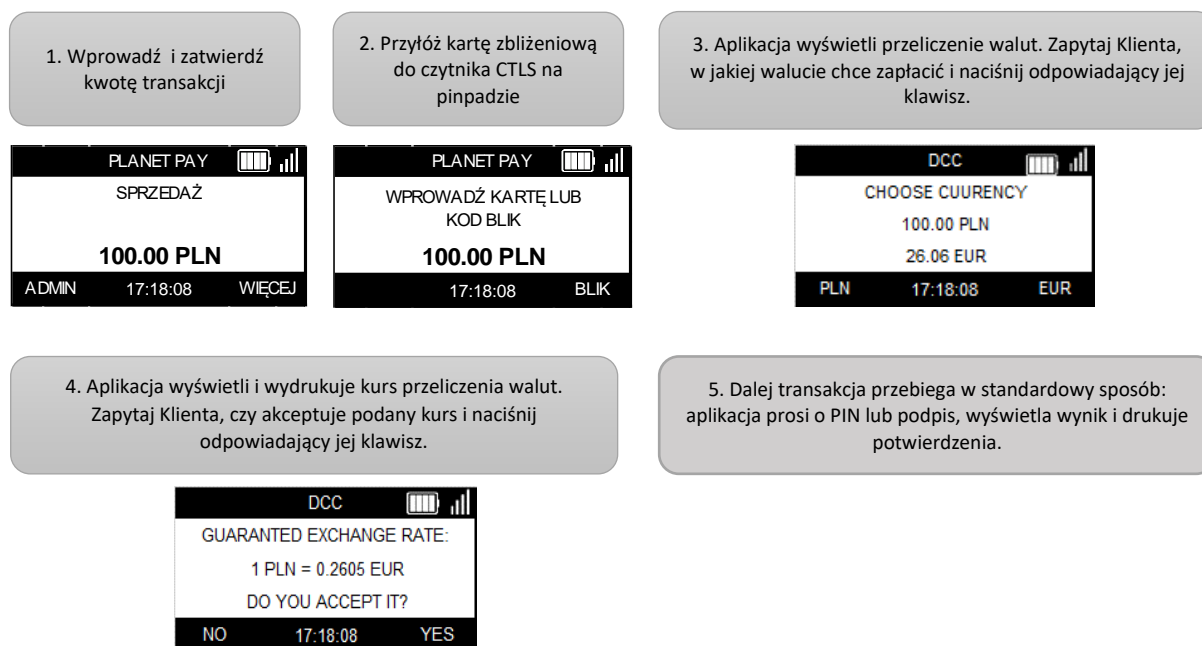 1. Wprowadź i zatwierdź
kwotę transakcji
2. Przyłóż kartę zbliżeniową
do czytnika CTLS na
pinpadzie
3. Aplikacja wyświetli przeliczenie walut. Zapytaj Klienta,
w jakiej walucie chce zapłacić i naciśnij odpowiadający jej
klawisz.
PLANET PAY
SPRZEDAŻ
100.00 PLN
ADMIN 17:18:08 WIĘCEJ
PLANET PAY
WPROWADŹ KARTĘ LUB
KOD BLIK
100.00 PLN
17:18:08 BLIK
DCC
CHOOSE CUURENCY
100.00 PLN
26.06 EUR
PLN 17:18:08 EUR
4. Aplikacja wyświetli i wydrukuje kurs przeliczenia walut.
Zapytaj Klienta, czy akceptuje podany kurs i naciśnij
odpowiadający jej klawisz.
5. Dalej transakcja przebiega w standardowy sposób:
aplikacja prosi o PIN lub podpis, wyświetla wynik i drukuje
potwierdzenia.
DCC
GUARANTED EXCHANGE RATE:
1 PLN = 0.2605 EUR
DO YOU ACCEPT IT?
NO 17:18:08 YES